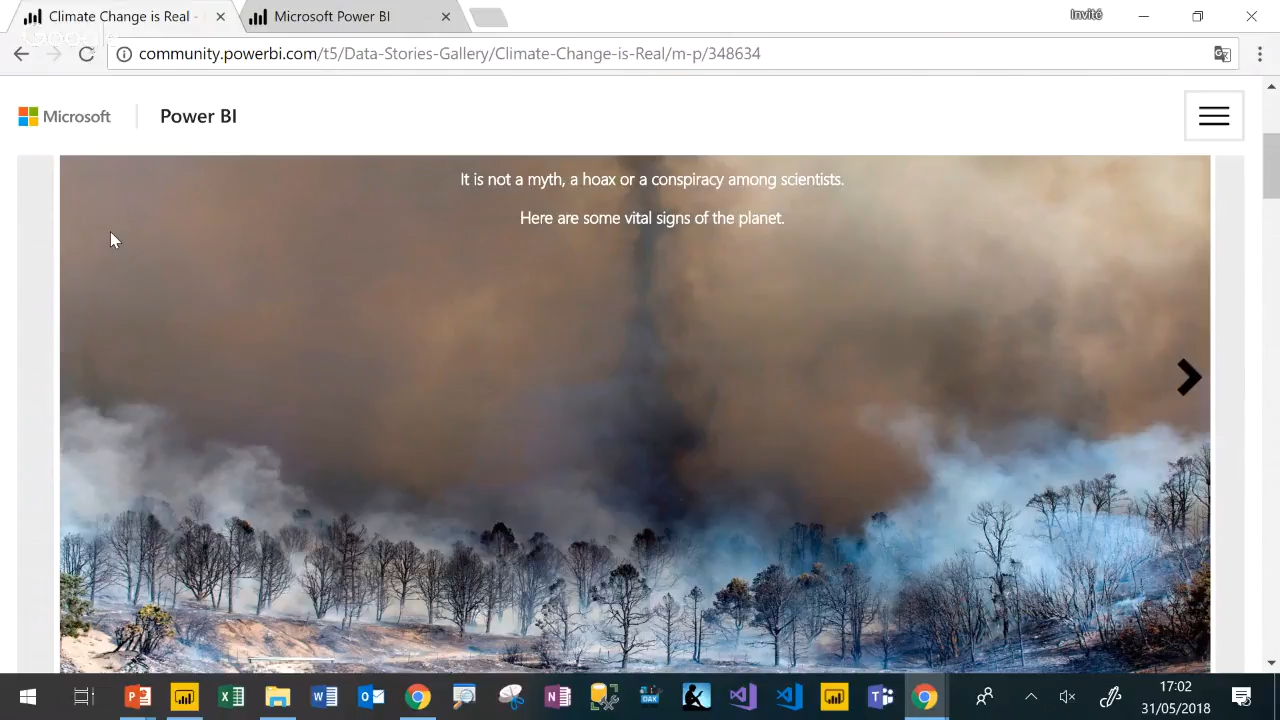 Climate Change is Real -
Microsoft Power BI
Invité
community.powerbi.com/t5/Data-Stories-Gallery/Climate-Change-is-Real/m-p/348634
Microsoft
Power BI
It is not a myth, a hoax or a conspiracy among scientists.
Here are some vital signs of the planet.
17:02
31/05/2018